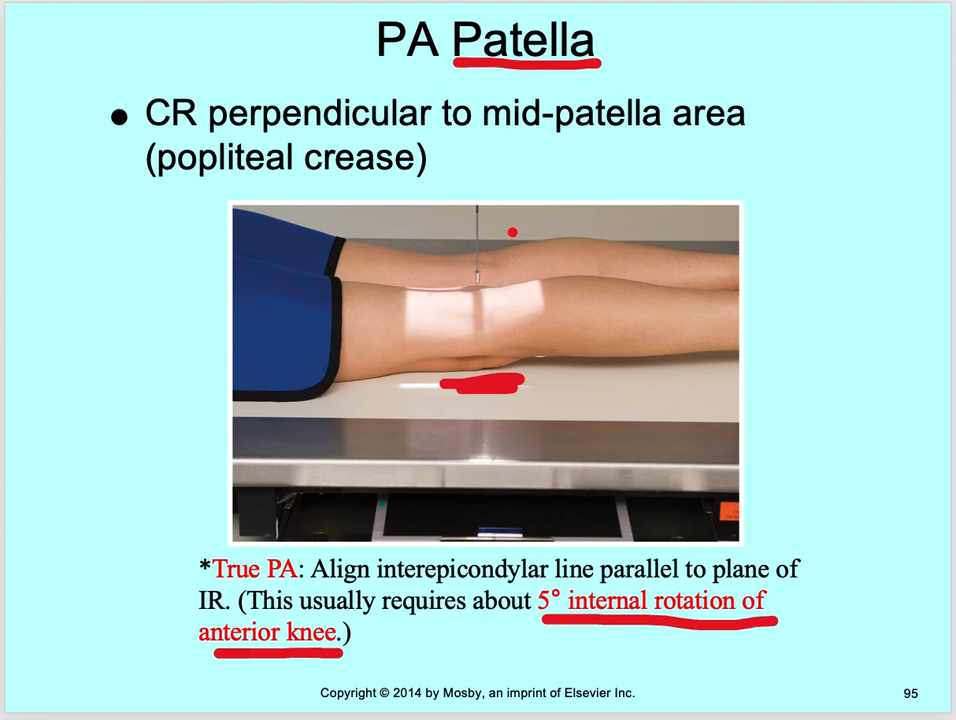 PA Patella
● CR perpendicular to mid-patella area
(popliteal crease)
*True PA: Align interepicondylar line parallel to plane of
IR. (This usually requires about 5° internal rotation of
anterior knee.)
Copyright © 2014 by Mosby, an imprint of Elsevier Inc.
95